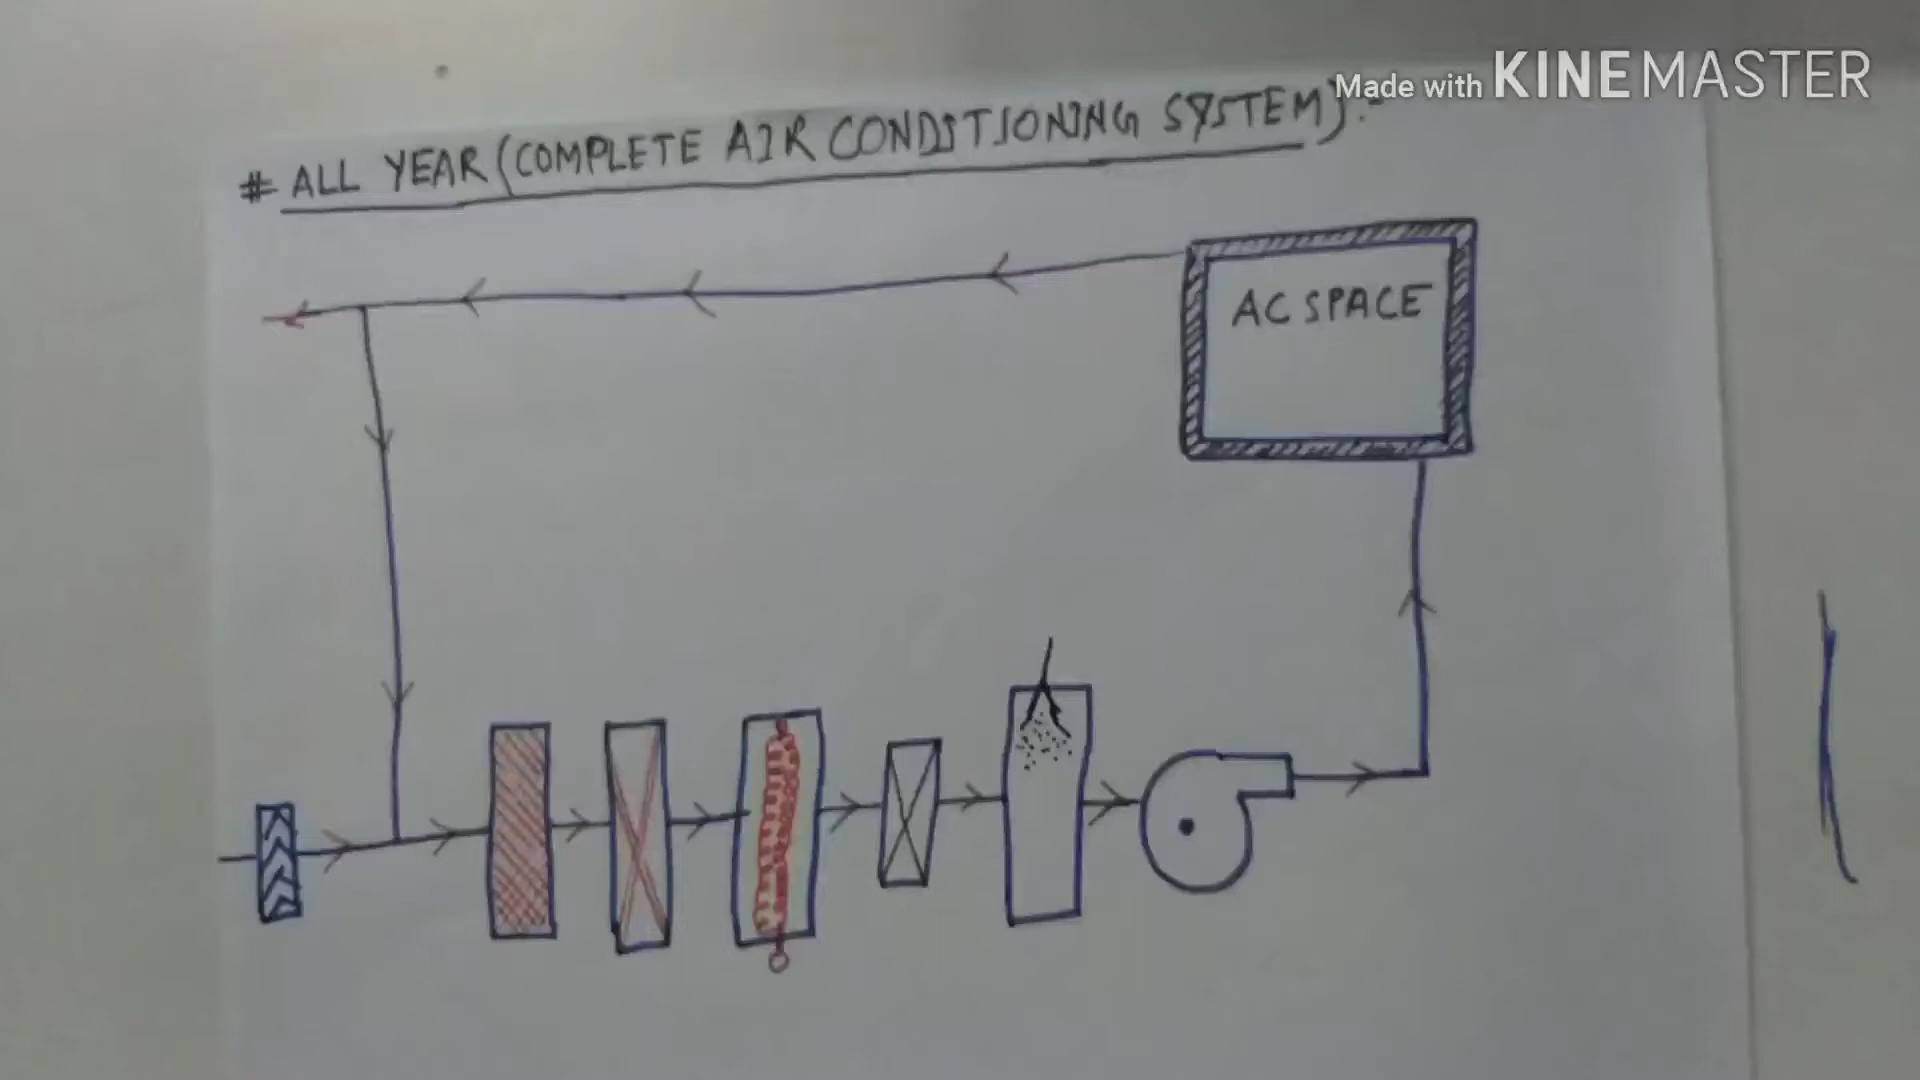 Made with KINEMASTER
# ALL YEAR (COMPLETE AIR CONDITIONING SYSTEM):-
AC SPACE